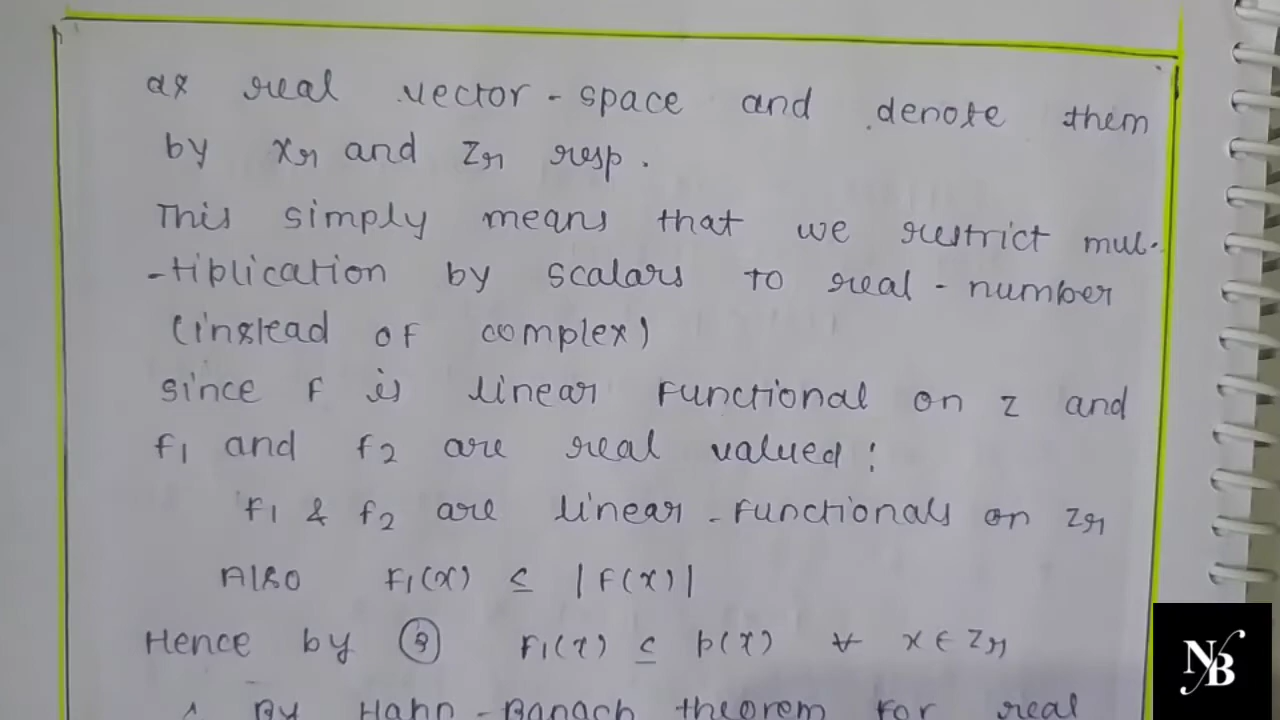 as real vector - space and denote them
by Xr and Zr resp.
This simply means that we restrict mul-
-tiplication by scalars to real - number
(instead of complex)
since f is linear functional on Z and
f1 and f2 are real valued:
f1 & f2 are linear functionals on Zr
Also f1(x) ≤ |f(x)|
Hence by ③ f1(x) ≤ p(x) ∀ x ∈ Zr
∴ By Hahn - Banach theorem for real
NB